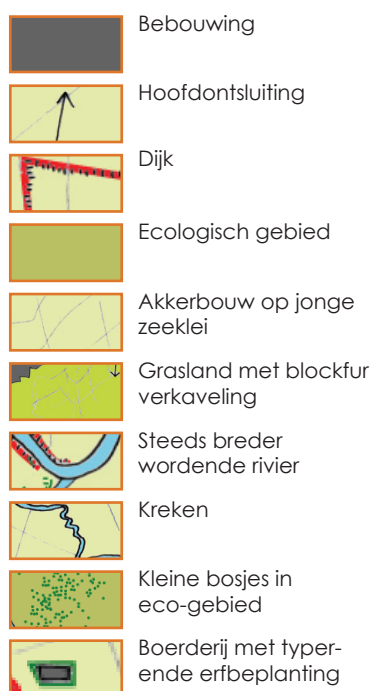 Bebouwing
Hoofdontsluiting
Dijk
Ecologisch gebied
Akkerbouw op jonge
zeeklei
Grasland met blockfur
verkaveling
Steeds breder
wordende rivier
Kreken
Kleine bosjes in
eco-gebied
Boerderij met typer-
ende erfbeplanting